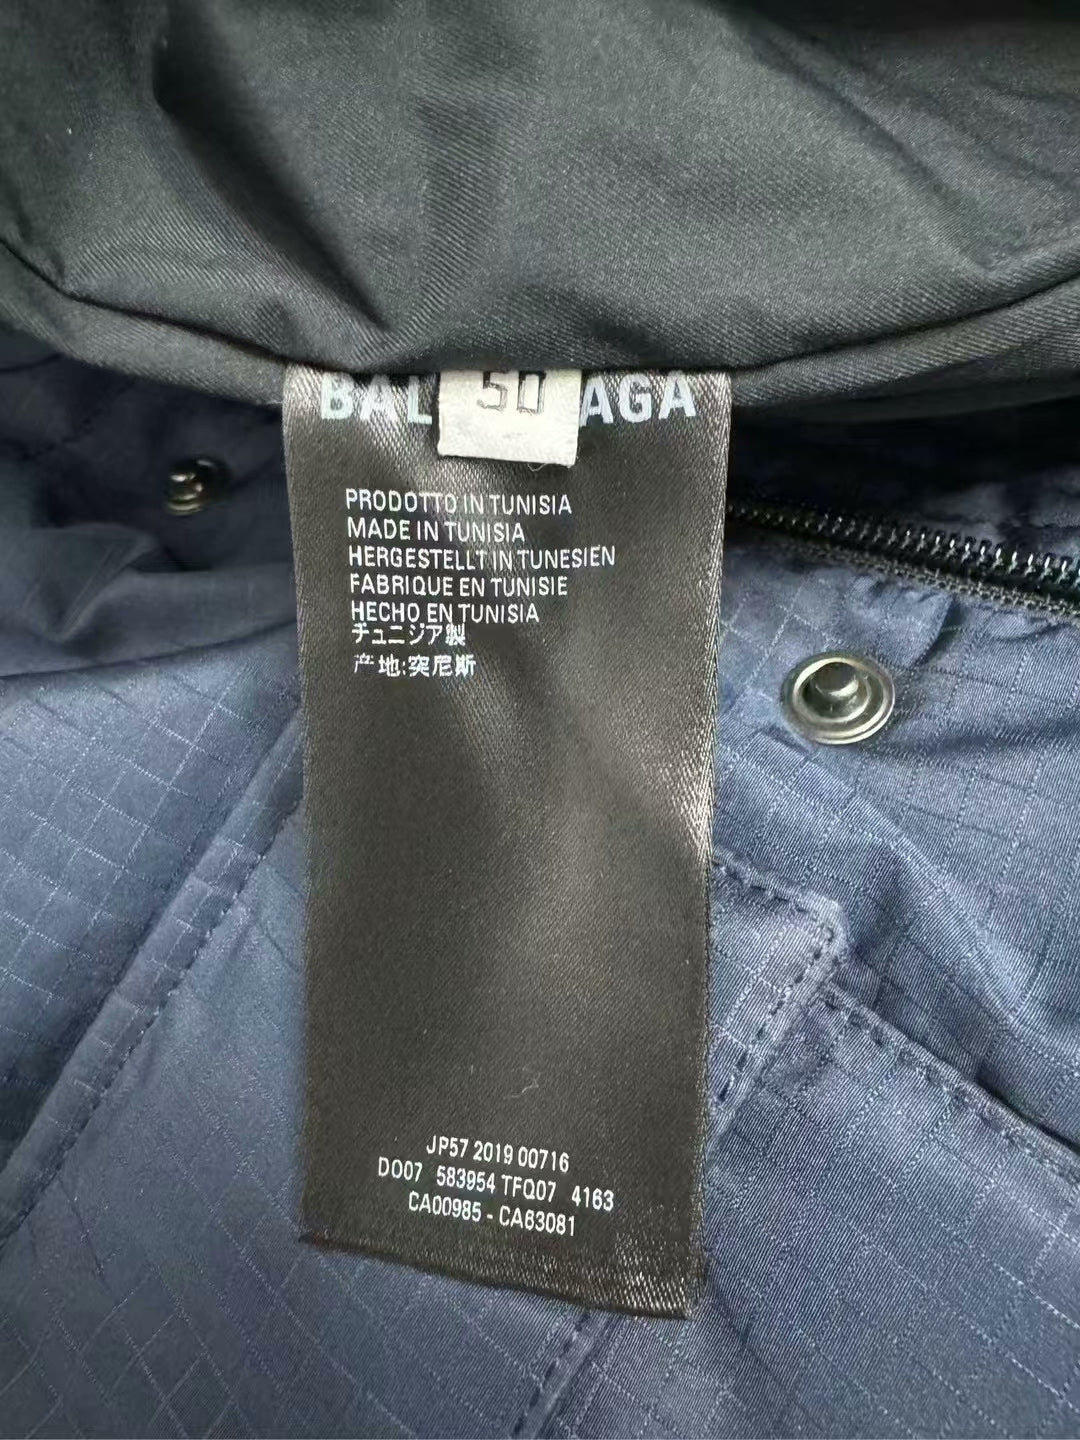 BAL AGA
50
PRODOTTO IN TUNISIA
MADE IN TUNISIA
HERGESTELLT IN TUNESIEN
FABRIQUE EN TUNISIE
HECHO EN TUNISIA
チュニジア製
产地:突尼斯
JP57 2019 00716
DO07 583954 TFQ07 4163
CA00985 - CA63081